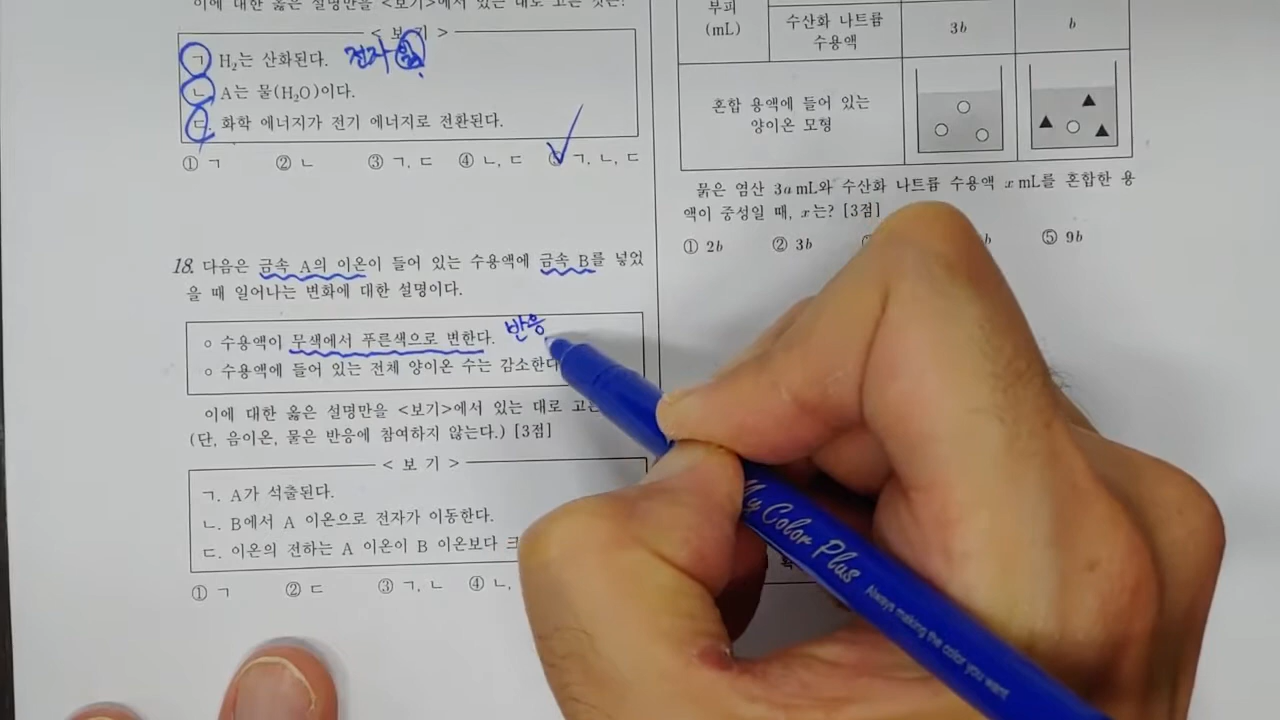 이에 대한 옳은 설명만을 <보기>에서 있는 대로 고른 것은?
< 보 기 >
ㄱ H₂는 산화된다. 전자 잃
ㄴ A는 물(H₂O)이다.
ㄷ. 화학 에너지가 전기 에너지로 전환된다.
① ㄱ ② ㄴ ③ ㄱ, ㄷ ④ ㄴ, ㄷ ⑤ ㄱ, ㄴ, ㄷ
18. 다음은 금속 A의 이온이 들어 있는 수용액에 금속 B를 넣었
을 때 일어나는 변화에 대한 설명이다.
○ 수용액이 무색에서 푸른색으로 변한다. 반응
○ 수용액에 들어 있는 전체 양이온 수는 감소한다
이에 대한 옳은 설명만을 <보기>에서 있는 대로 고른
(단, 음이온, 물은 반응에 참여하지 않는다.) [3점]
< 보 기 >
ㄱ. A가 석출된다.
ㄴ. B에서 A 이온으로 전자가 이동한다.
ㄷ. 이온의 전하는 A 이온이 B 이온보다 크
① ㄱ ② ㄷ ③ ㄱ, ㄴ ④ ㄴ,
부피
(mL)
수산화 나트륨
수용액
3b b
혼합 용액에 들어 있는
양이온 모형
묽은 염산 3a mL와 수산화 나트륨 수용액 x mL를 혼합한 용
액이 중성일 때, x는? [3점]
① 2b ② 3b b ⑤ 9b
확
My Color Plus
Always making the color you want